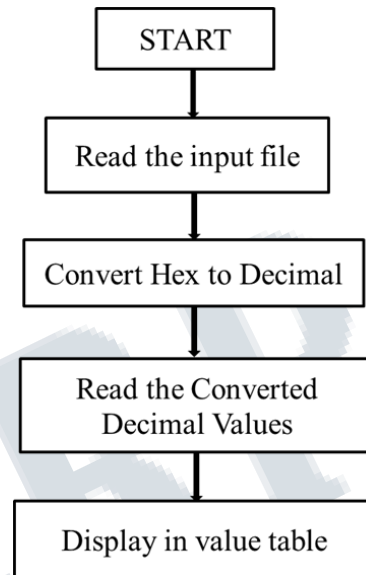 START
Read the input file
Convert Hex to Decimal
Read the Converted
Decimal Values
Display in value table